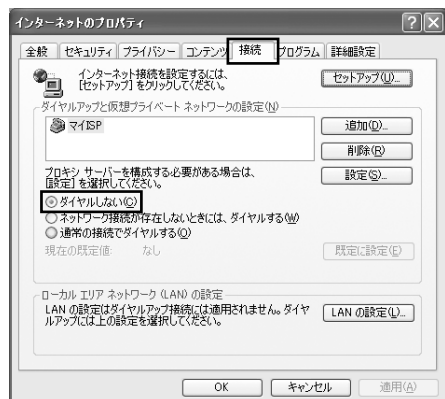 インターネットのプロパティ
全般 セキュリティ プライバシー コンテンツ 接続 プログラム 詳細設定
インターネット接続を設定するには、
[セットアップ] をクリックしてください。
セットアップ(U)...
ダイヤルアップと仮想プライベート ネットワークの設定(N)
マイISP
追加(D)...
削除(R)
プロキシ サーバーを構成する必要がある場合は、
[設定] を選択してください。
設定(S)...
ダイヤルしない(C)
ネットワーク接続が存在しないときには、ダイヤルする(W)
通常の接続でダイヤルする(O)
現在の既定値: なし
既定に設定(E)
ローカル エリア ネットワーク (LAN) の設定
LAN の設定はダイヤルアップ接続には適用されません。ダイヤ
ルアップには上の設定を選択してください。
LAN の設定(L)...
OK キャンセル 適用(A)